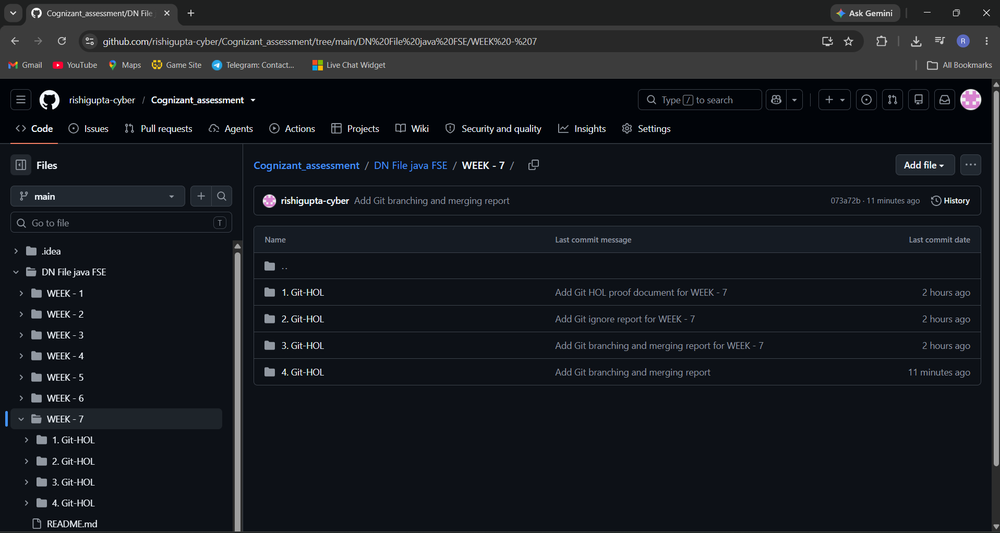 Cognizant_assessment/DN File
Ask Gemini
github.com/rishigupta-cyber/Cognizant_assessment/tree/main/DN%20File%20java%20FSE/WEEK%20-%207
R
Gmail YouTube Maps Game Site Telegram: Contact... Live Chat Widget All Bookmarks
rishigupta-cyber / Cognizant_assessment
Type / to search
Code Issues Pull requests Agents Actions Projects Wiki Security and quality Insights Settings
Files
main
Go to file T
.idea
DN File java FSE
WEEK - 1
WEEK - 2
WEEK - 3
WEEK - 4
WEEK - 5
WEEK - 6
WEEK - 7
1. Git-HOL
2. Git-HOL
3. Git-HOL
4. Git-HOL
README.md
Cognizant_assessment / DN File java FSE / WEEK - 7 /
Add file
rishigupta-cyber Add Git branching and merging report 073a72b · 11 minutes ago History
Name Last commit message Last commit date
..
1. Git-HOL Add Git HOL proof document for WEEK - 7 2 hours ago
2. Git-HOL Add Git ignore report for WEEK - 7 2 hours ago
3. Git-HOL Add Git branching and merging report for WEEK - 7 2 hours ago
4. Git-HOL Add Git branching and merging report 11 minutes ago